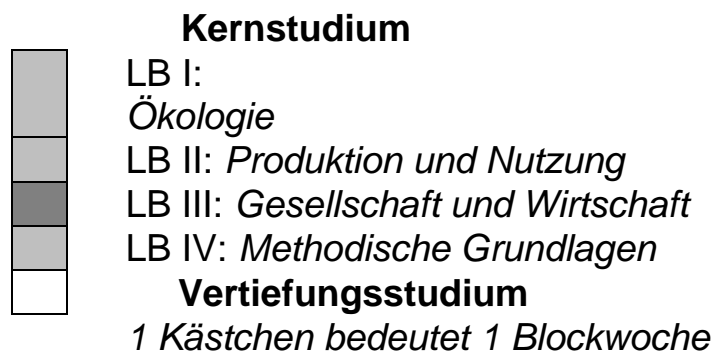 Kernstudium
LB I:
Ökologie
LB II: Produktion und Nutzung
LB III: Gesellschaft und Wirtschaft
LB IV: Methodische Grundlagen
Vertiefungsstudium
1 Kästchen bedeutet 1 Blockwoche